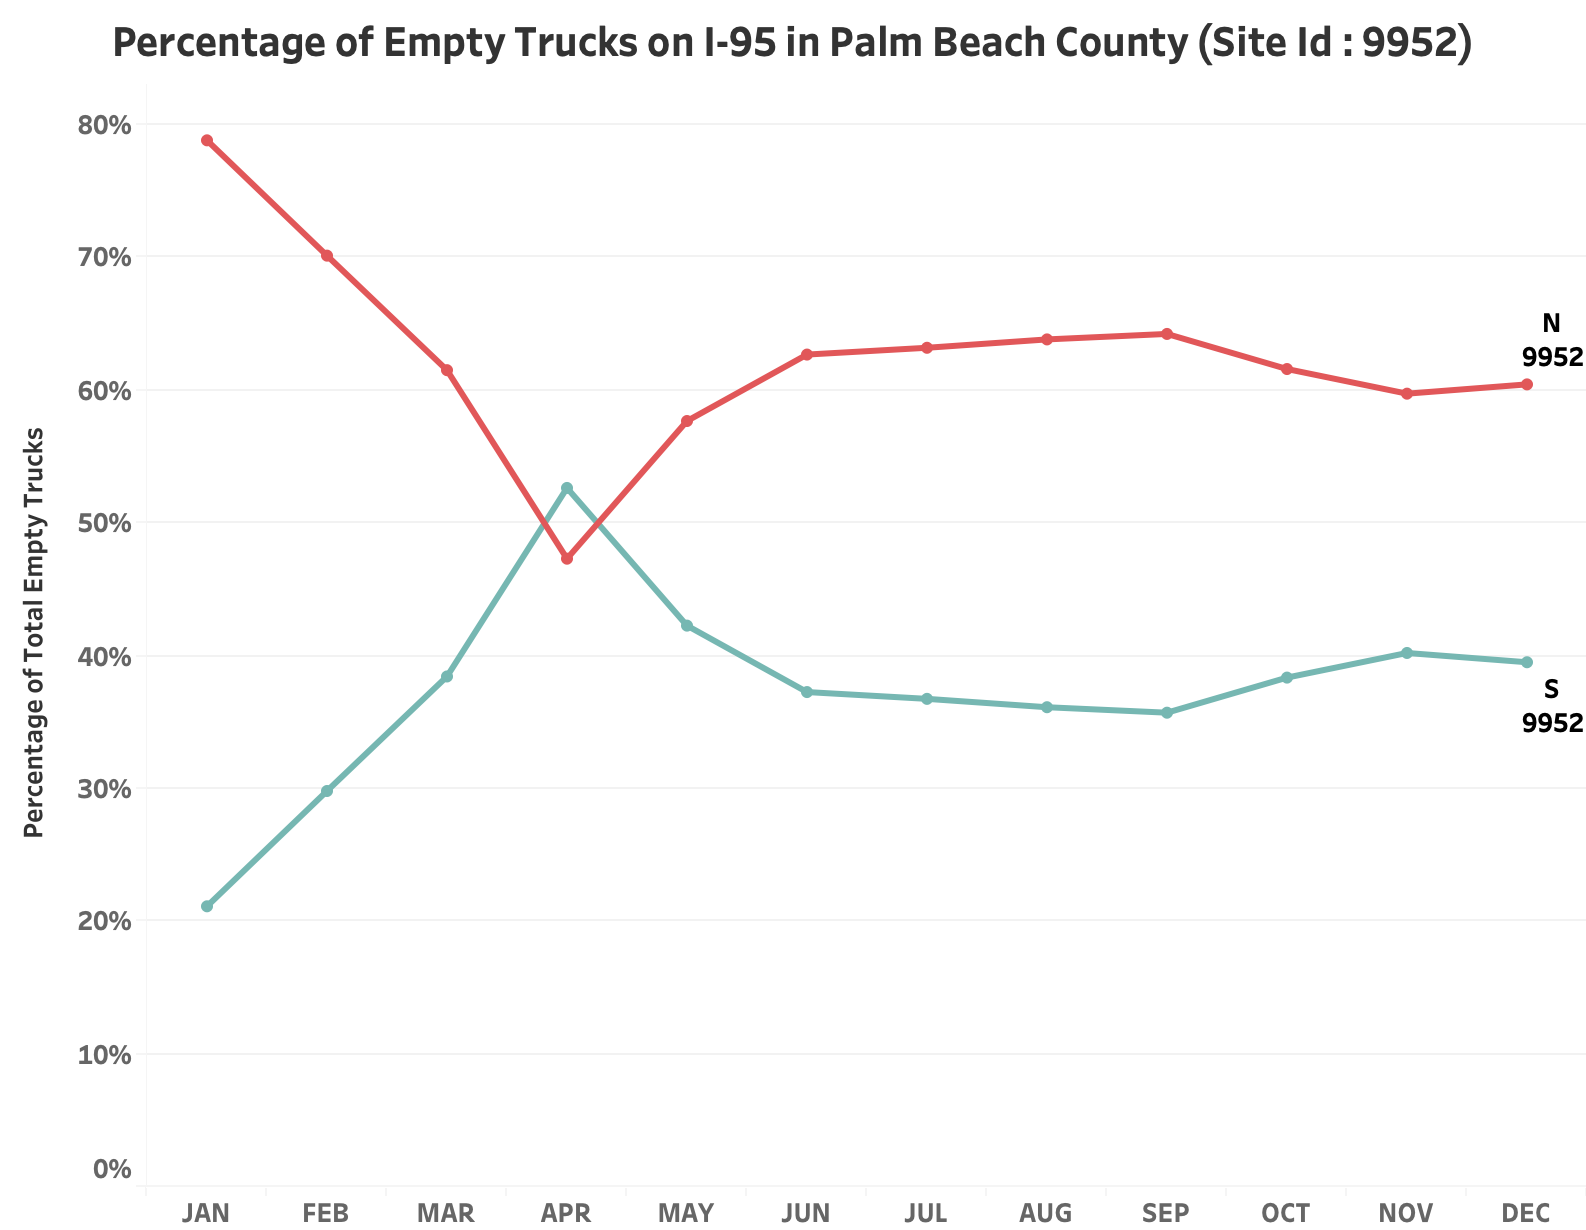 Percentage of Empty Trucks on I-95 in Palm Beach County (Site Id : 9952)
Percentage of Total Empty Trucks
80%
70%
60%
50%
40%
30%
20%
10%
0%
N
9952
S
9952
JAN FEB MAR APR MAY JUN JUL AUG SEP OCT NOV DEC